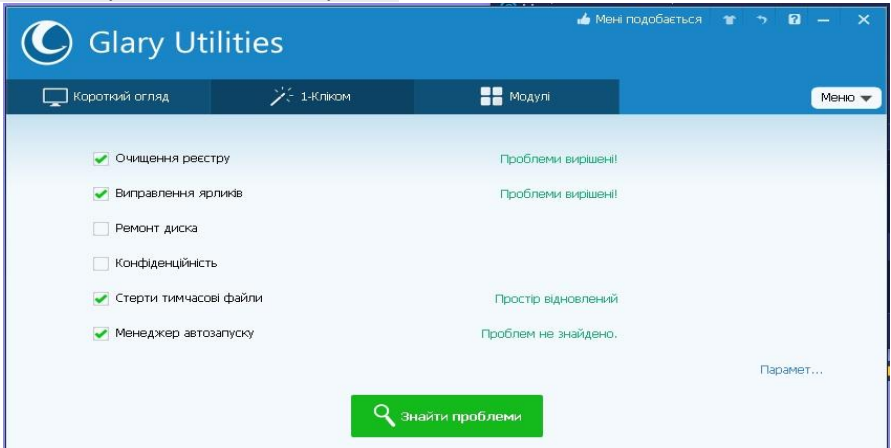 Мені подобається
Glary Utilities
Короткий огляд
1-Кліком
Модулі
Меню
Очищення реєстру
Проблеми вирішені!
Виправлення ярликів
Проблеми вирішені!
Ремонт диска
Конфіденційність
Стерти тимчасові файли
Простір відновлений
Менеджер автозапуску
Проблем не знайдено.
Парамет...
Знайти проблеми